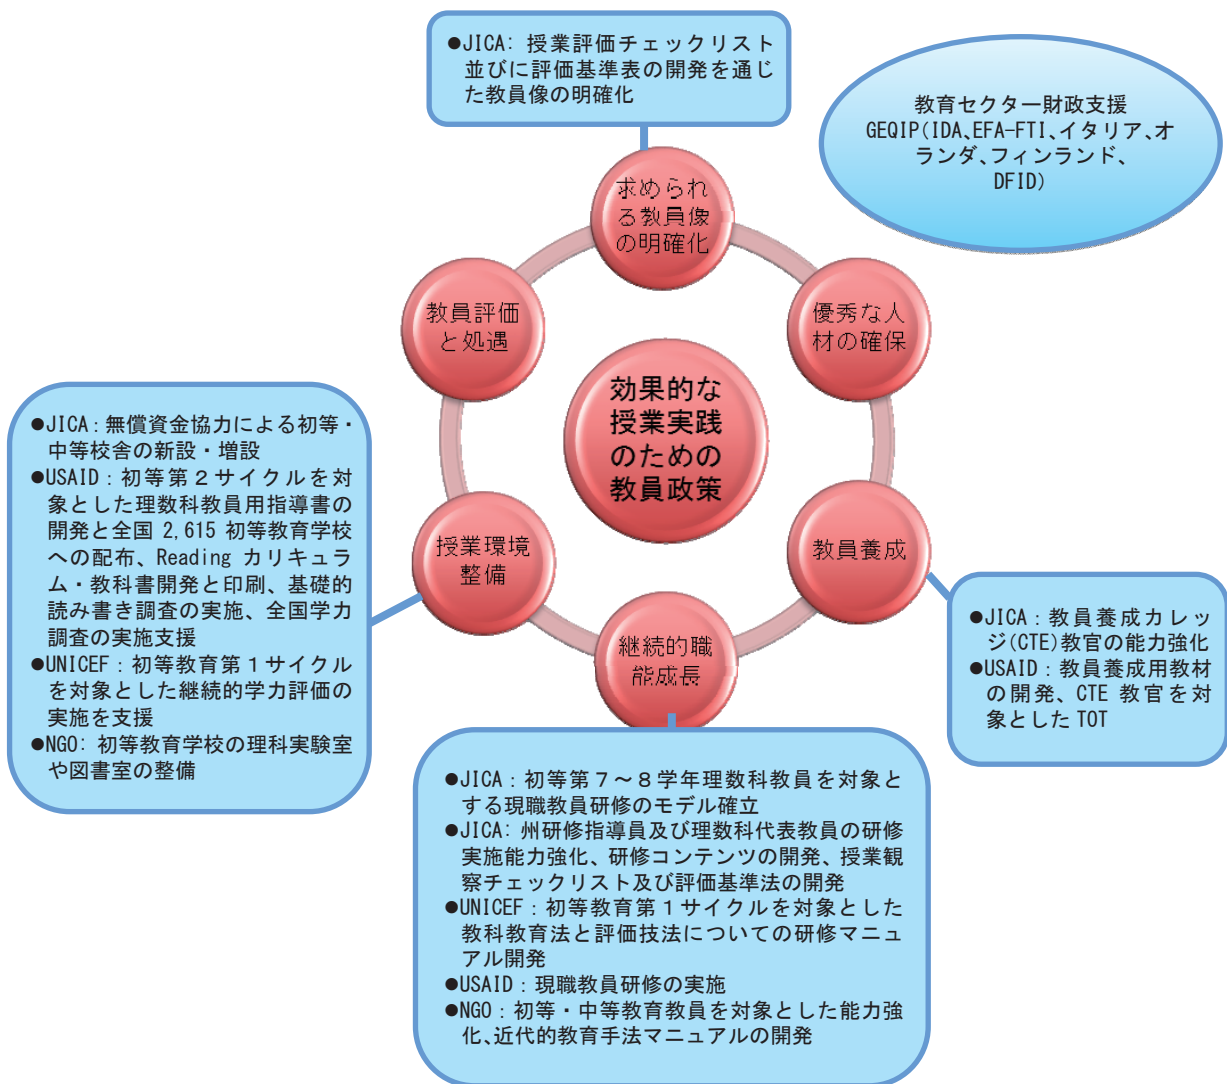 ●JICA: 授業評価チェックリスト
並びに評価基準表の開発を通じ
た教員像の明確化
教育セクター財政支援
GEQIP(IDA、EFA-FTI、イタリア、オ
ランダ、フィンランド、
DFID)
求められ
る教員像
の明確化
教員評価
と処遇
優秀な人
材の確保
効果的な
授業実践
のための
教員政策
●JICA：無償資金協力による初等・
中等校舎の新設・増設
●USAID：初等第２サイクルを対
象とした理数科教員用指導書の
開発と全国 2,615 初等教育学校
への配布、Reading カリキュラ
ム・教科書開発と印刷、基礎的
読み書き調査の実施、全国学力
調査の実施支援
●UNICEF：初等教育第１サイクル
を対象とした継続的学力評価の
実施を支援
●NGO: 初等教育学校の理科実験室
や図書室の整備
授業環境
整備
教員養成
継続的職
能成長
●JICA：教員養成カレッ
ジ(CTE)教官の能力強化
●USAID：教員養成用教材
の開発、CTE 教官を対
象とした TOT
●JICA：初等第７～８学年理数科教員を対象と
する現職教員研修のモデル確立
●JICA: 州研修指導員及び理数科代表教員の研修
実施能力強化、研修コンテンツの開発、授業観
察チェックリスト及び評価基準法の開発
●UNICEF：初等教育第１サイクルを対象とした
教科教育法と評価技法についての研修マニュ
アル開発
●USAID：現職教員研修の実施
●NGO：初等・中等教育教員を対象とした能力強
化、近代的教育手法マニュアルの開発